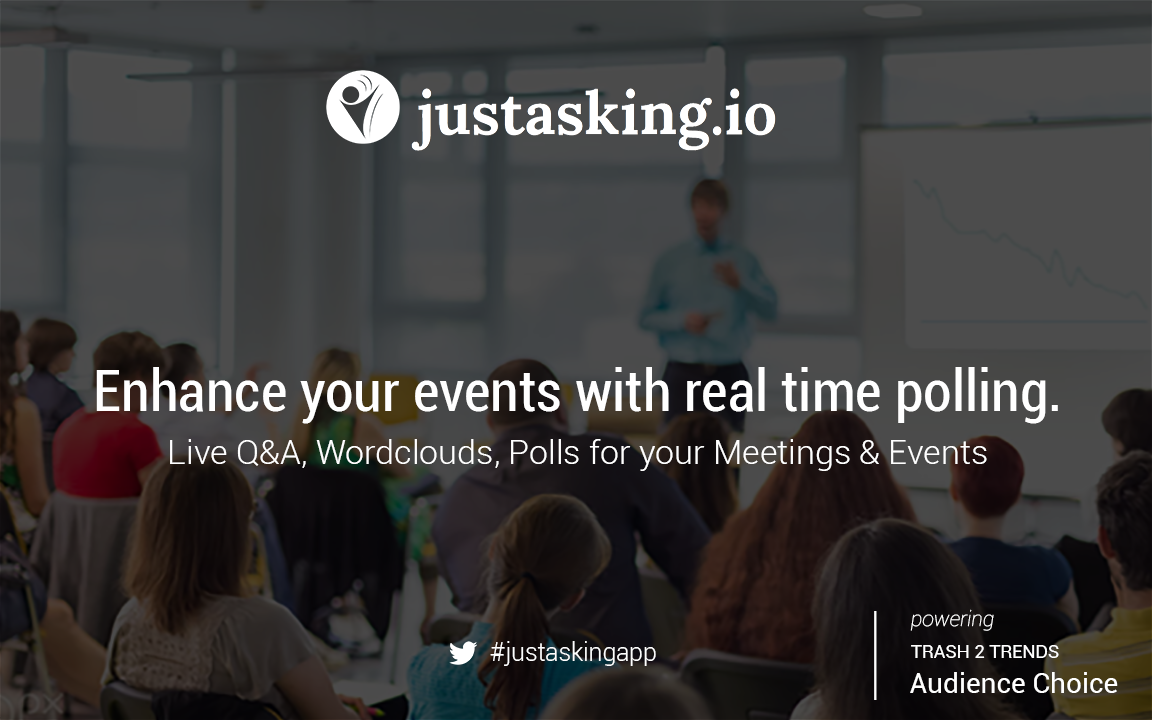 justasking.io
Enhance your events with real time polling.
Live Q&A, Wordclouds, Polls for your Meetings & Events
#justaskingapp
powering
TRASH 2 TRENDS
Audience Choice